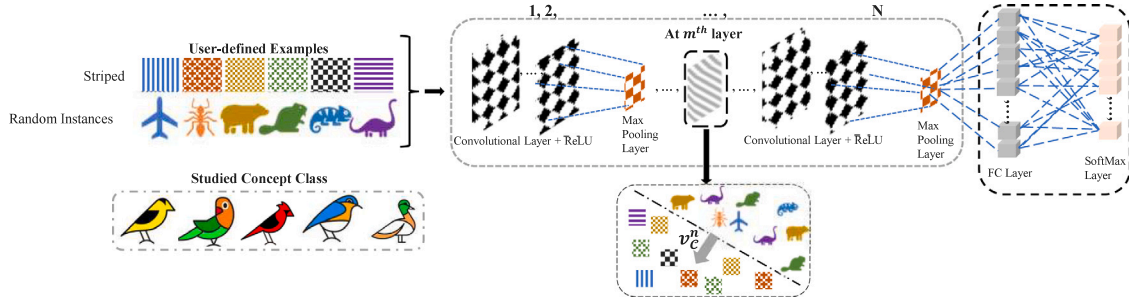 1, 2, ... , N
User-defined Examples
At mth layer
Striped
Random Instances
Max
Pooling
Layer
Convolutional Layer + ReLU
Convolutional Layer + ReLU
Max
Pooling
Layer
FC Layer
SoftMax
Layer
Studied Concept Class
v_C^n